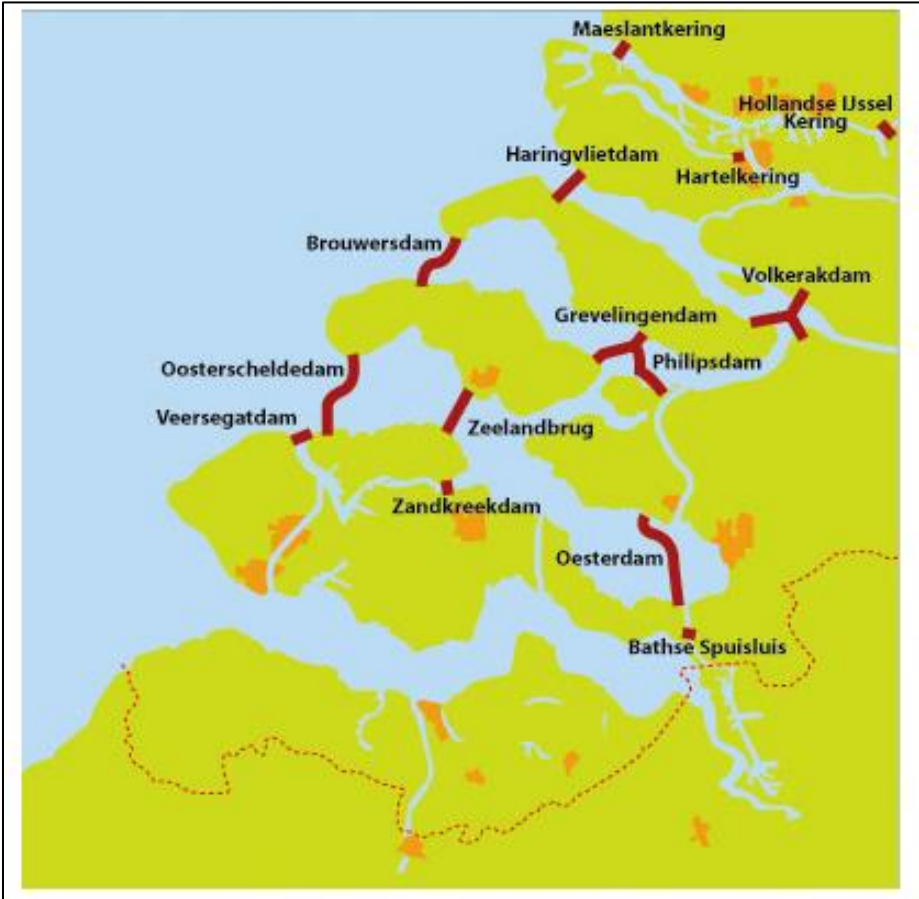 Maeslantkering
Hollandse IJssel
Kering
Haringvlietdam
Hartelkering
Brouwersdam
Volkerakdam
Grevelingendam
Oosterscheldedam
Philipsdam
Veersegatdam
Zeelandbrug
Zandkreekdam
Oesterdam
Bathse Spuisluis